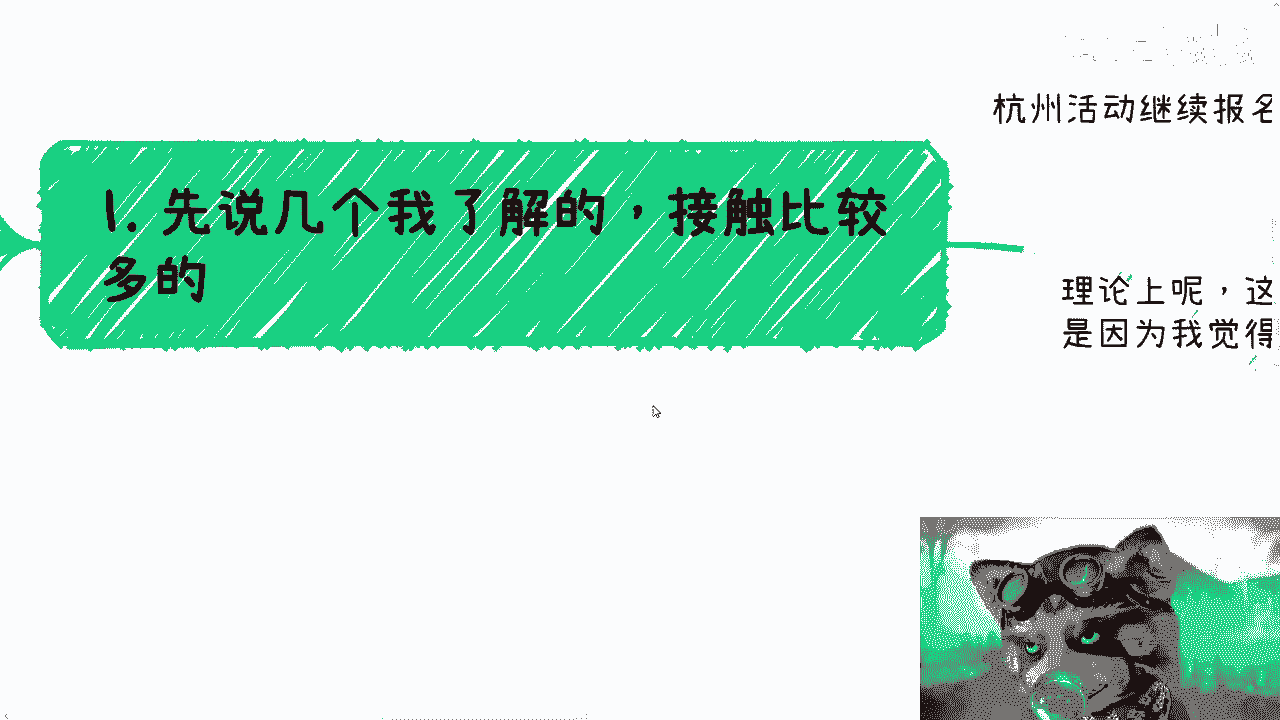 杭州活动继续报名
1. 先说几个我了解的，接触比较
多的
理论上呢，这
是因为我觉得